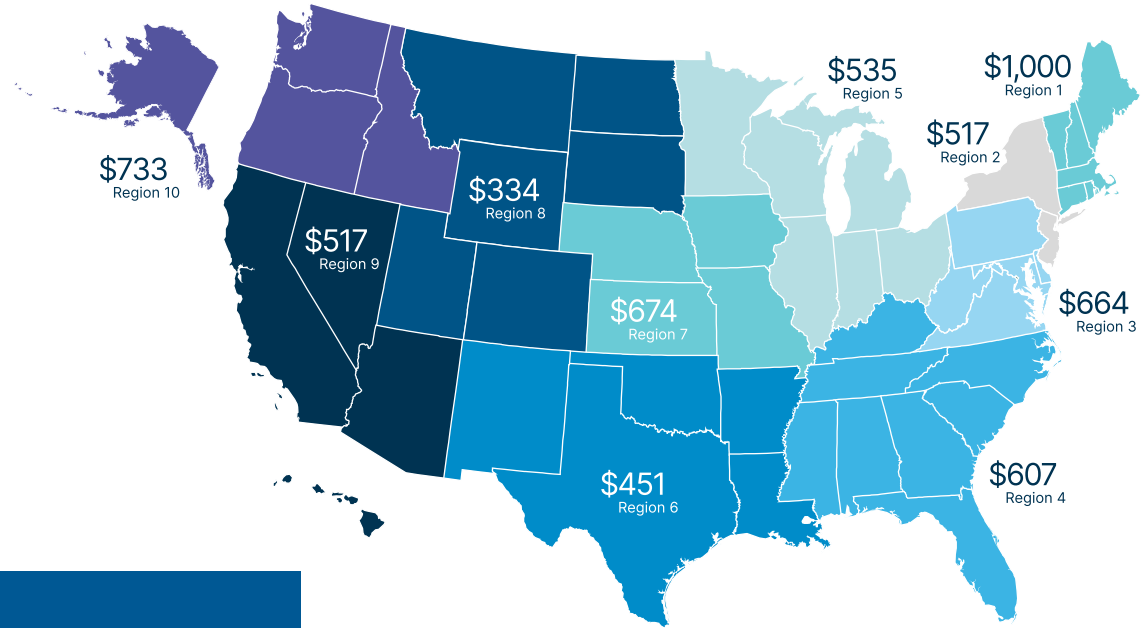 $535
Region 5
$1,000
Region 1
$517
Region 2
$733
Region 10
$334
Region 8
$517
Region 9
$674
Region 7
$664
Region 3
$451
Region 6
$607
Region 4